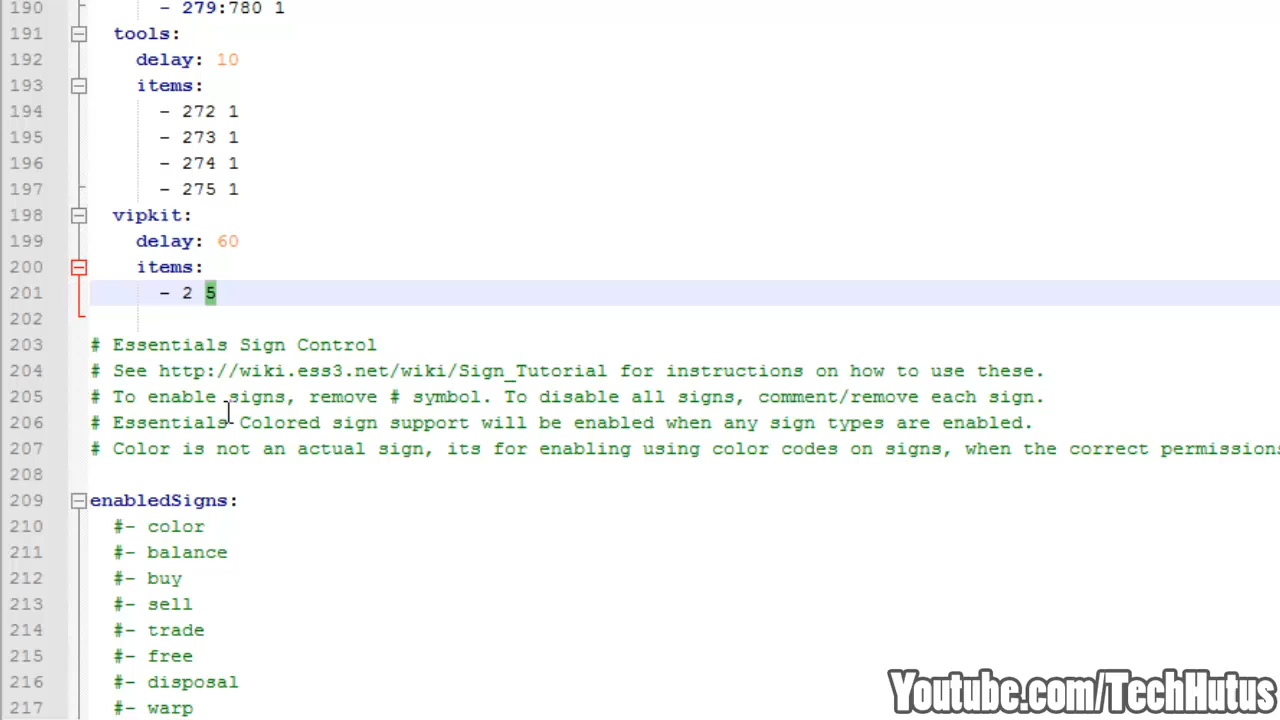 190 - 279:780 1
191 tools:
192 delay: 10
193 items:
194 - 272 1
195 - 273 1
196 - 274 1
197 - 275 1
198 vipkit:
199 delay: 60
200 items:
201 - 2 5
202
203 # Essentials Sign Control
204 # See http://wiki.ess3.net/wiki/Sign_Tutorial for instructions on how to use these.
205 # To enable signs, remove # symbol. To disable all signs, comment/remove each sign.
206 # Essentials Colored sign support will be enabled when any sign types are enabled.
207 # Color is not an actual sign, its for enabling using color codes on signs, when the correct permissions
208
209 enabledSigns:
210 #- color
211 #- balance
212 #- buy
213 #- sell
214 #- trade
215 #- free
216 #- disposal
217 #- warp
Youtube.com/TechHutus